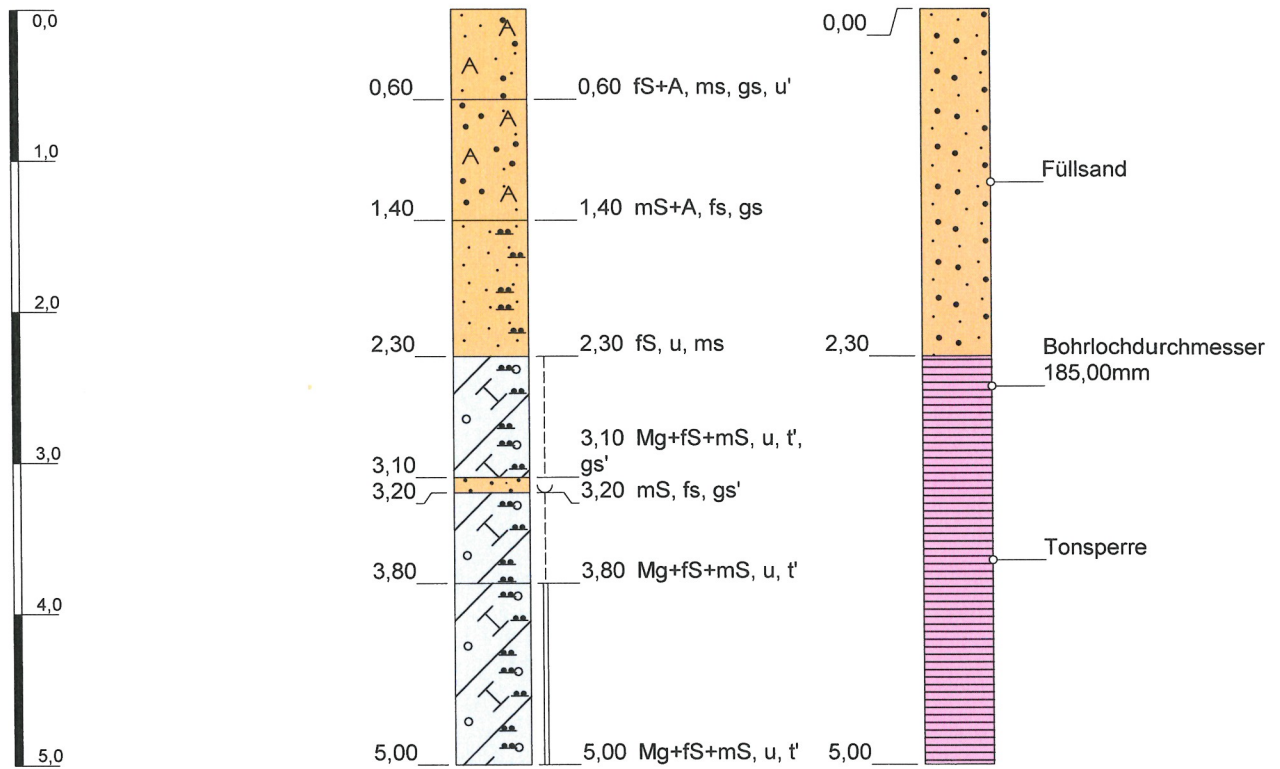 0,0
1,0
2,0
3,0
4,0
5,0
0,60
1,40
2,30
3,10
3,20
3,80
5,00
0,60 fS+A, ms, gs, u'
1,40 mS+A, fs, gs
2,30 fS, u, ms
3,10 Mg+fS+mS, u, t',
gs'
3,20 mS, fs, gs'
3,80 Mg+fS+mS, u, t'
5,00 Mg+fS+mS, u, t'
0,00
2,30
5,00
Füllsand
Bohrlochdurchmesser
185,00mm
Tonsperre